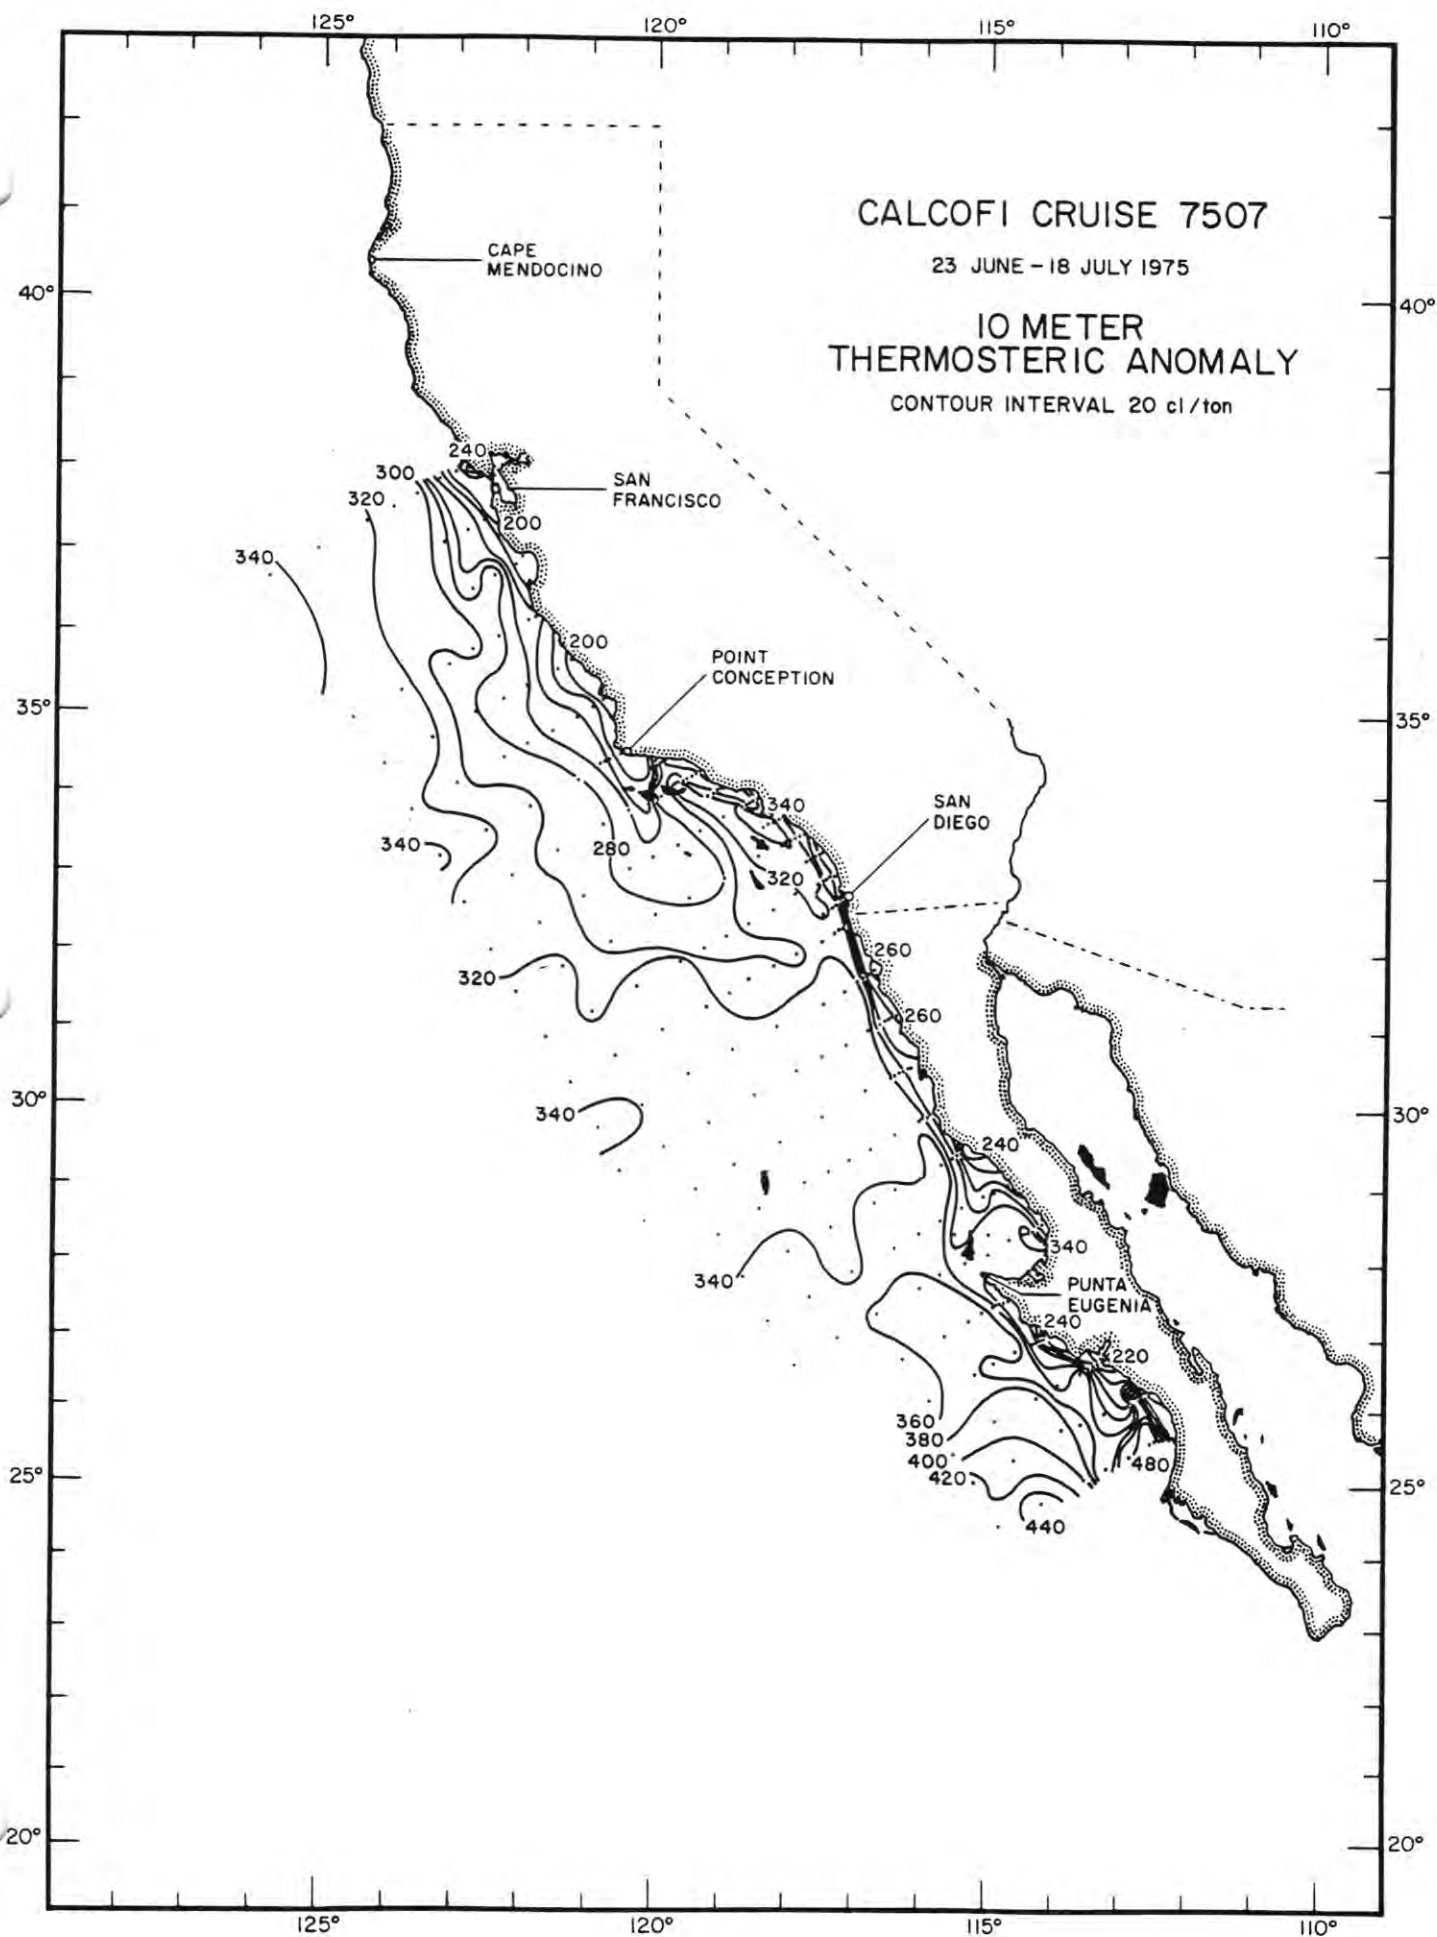 125°
120°
115°
110°
CALCOFI CRUISE 7507
23 JUNE – 18 JULY 1975
10 METER
THERMOSTERIC ANOMALY
CONTOUR INTERVAL 20 cl/ton
CAPE
MENDOCINO
40°
40°
240
300
320
SAN
FRANCISCO
200
340
200
POINT
CONCEPTION
35°
35°
340
SAN
DIEGO
340
280
320
260
320
260
30°
30°
340
240
340
340
PUNTA
EUGENIA
240
220
360
380
400
420
480
25°
25°
440
20°
20°
125°
120°
115°
110°